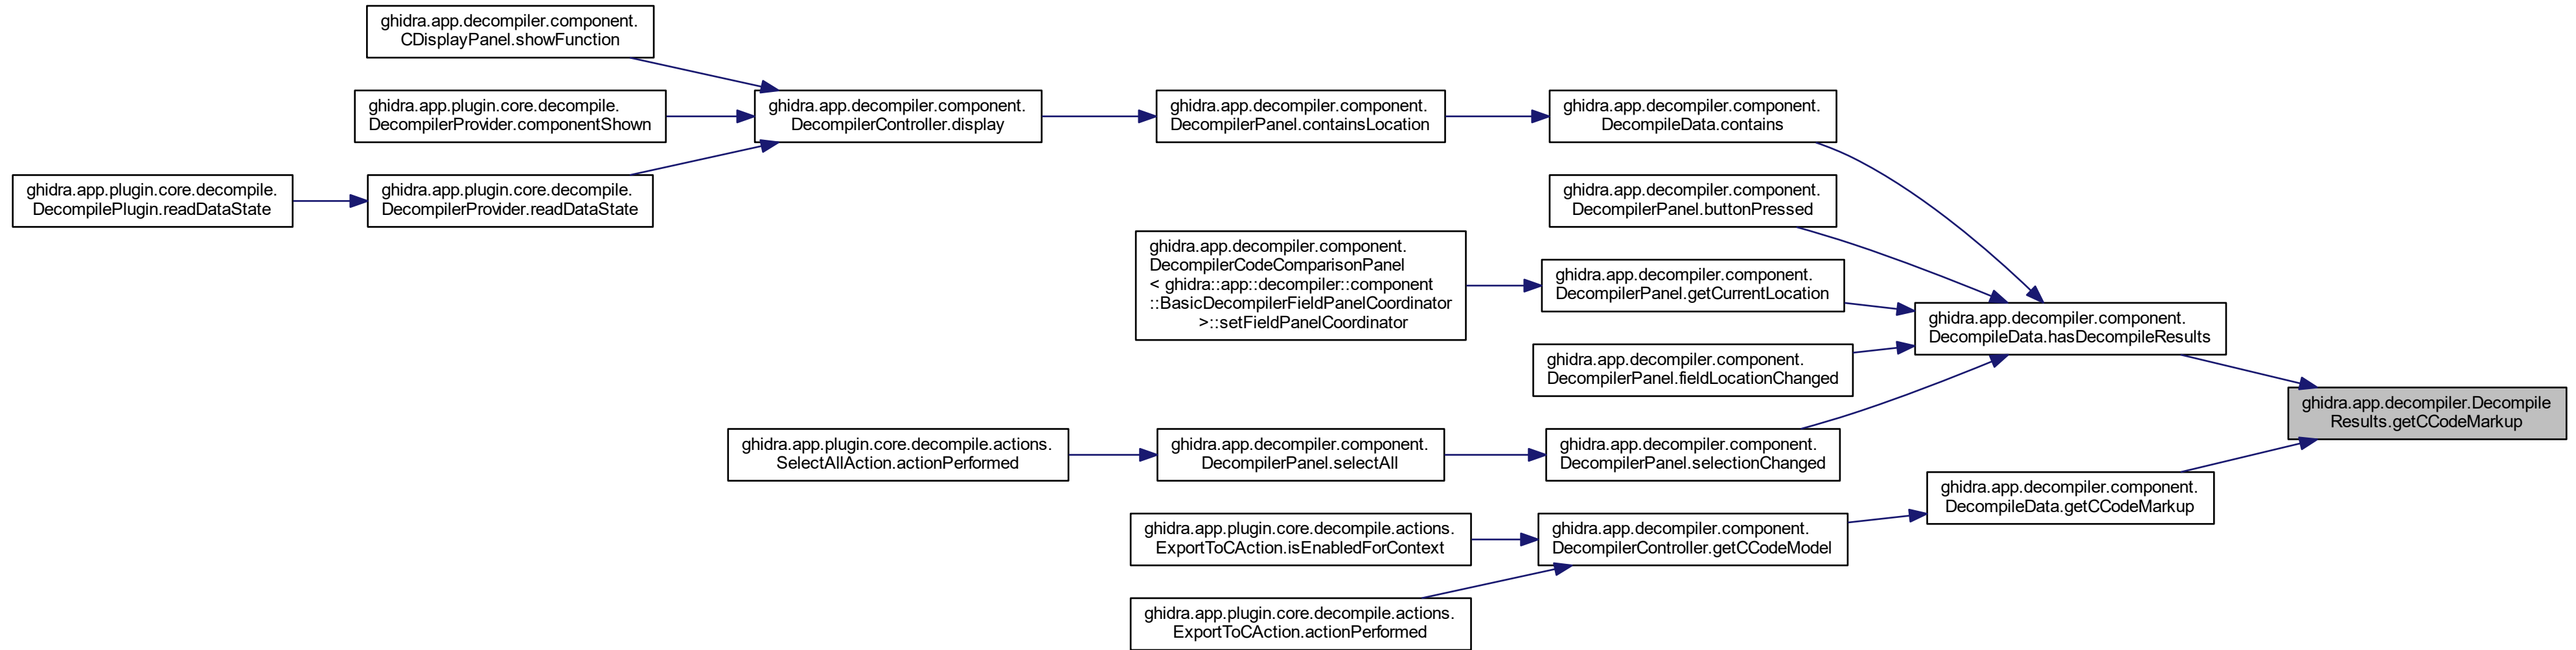 ghidra.app.decompiler.component.
CDisplayPanel.showFunction
ghidra.app.plugin.core.decompile.
DecompilerProvider.componentShown
ghidra.app.decompiler.component.
DecompilerController.display
ghidra.app.decompiler.component.
DecompilerPanel.containsLocation
ghidra.app.decompiler.component.
DecompileData.contains
ghidra.app.plugin.core.decompile.
DecompilePlugin.readDataState
ghidra.app.plugin.core.decompile.
DecompilerProvider.readDataState
ghidra.app.decompiler.component.
DecompilerPanel.buttonPressed
ghidra.app.decompiler.component.
DecompilerCodeComparisonPanel
< ghidra::app::decompiler::component
::BasicDecompilerFieldPanelCoordinator
>::setFieldPanelCoordinator
ghidra.app.decompiler.component.
DecompilerPanel.getCurrentLocation
ghidra.app.decompiler.component.
DecompileData.hasDecompileResults
ghidra.app.decompiler.component.
DecompilerPanel.fieldLocationChanged
ghidra.app.decompiler.Decompile
Results.getCCodeMarkup
ghidra.app.plugin.core.decompile.actions.
SelectAllAction.actionPerformed
ghidra.app.decompiler.component.
DecompilerPanel.selectAll
ghidra.app.decompiler.component.
DecompilerPanel.selectionChanged
ghidra.app.decompiler.component.
DecompileData.getCCodeMarkup
ghidra.app.plugin.core.decompile.actions.
ExportToCAction.isEnabledForContext
ghidra.app.decompiler.component.
DecompilerController.getCCodeModel
ghidra.app.plugin.core.decompile.actions.
ExportToCAction.actionPerformed